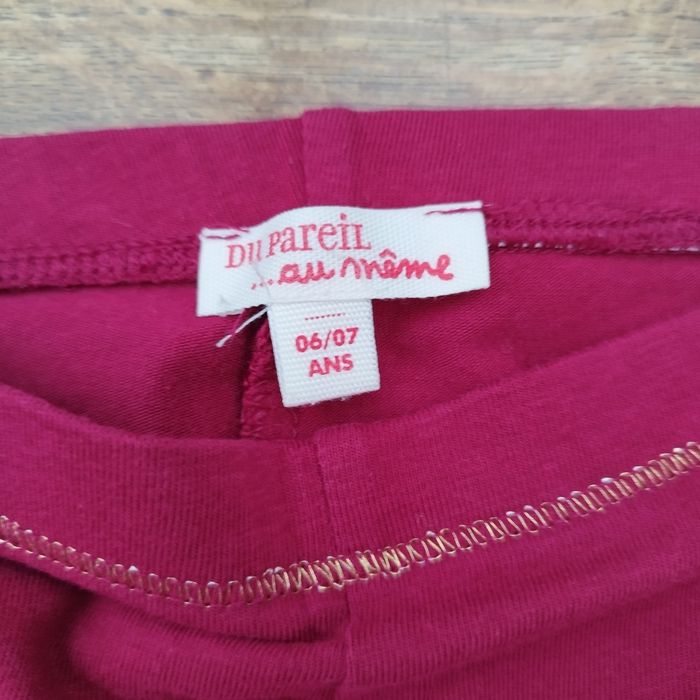 DU PareiL
...au même
06/07
ANS